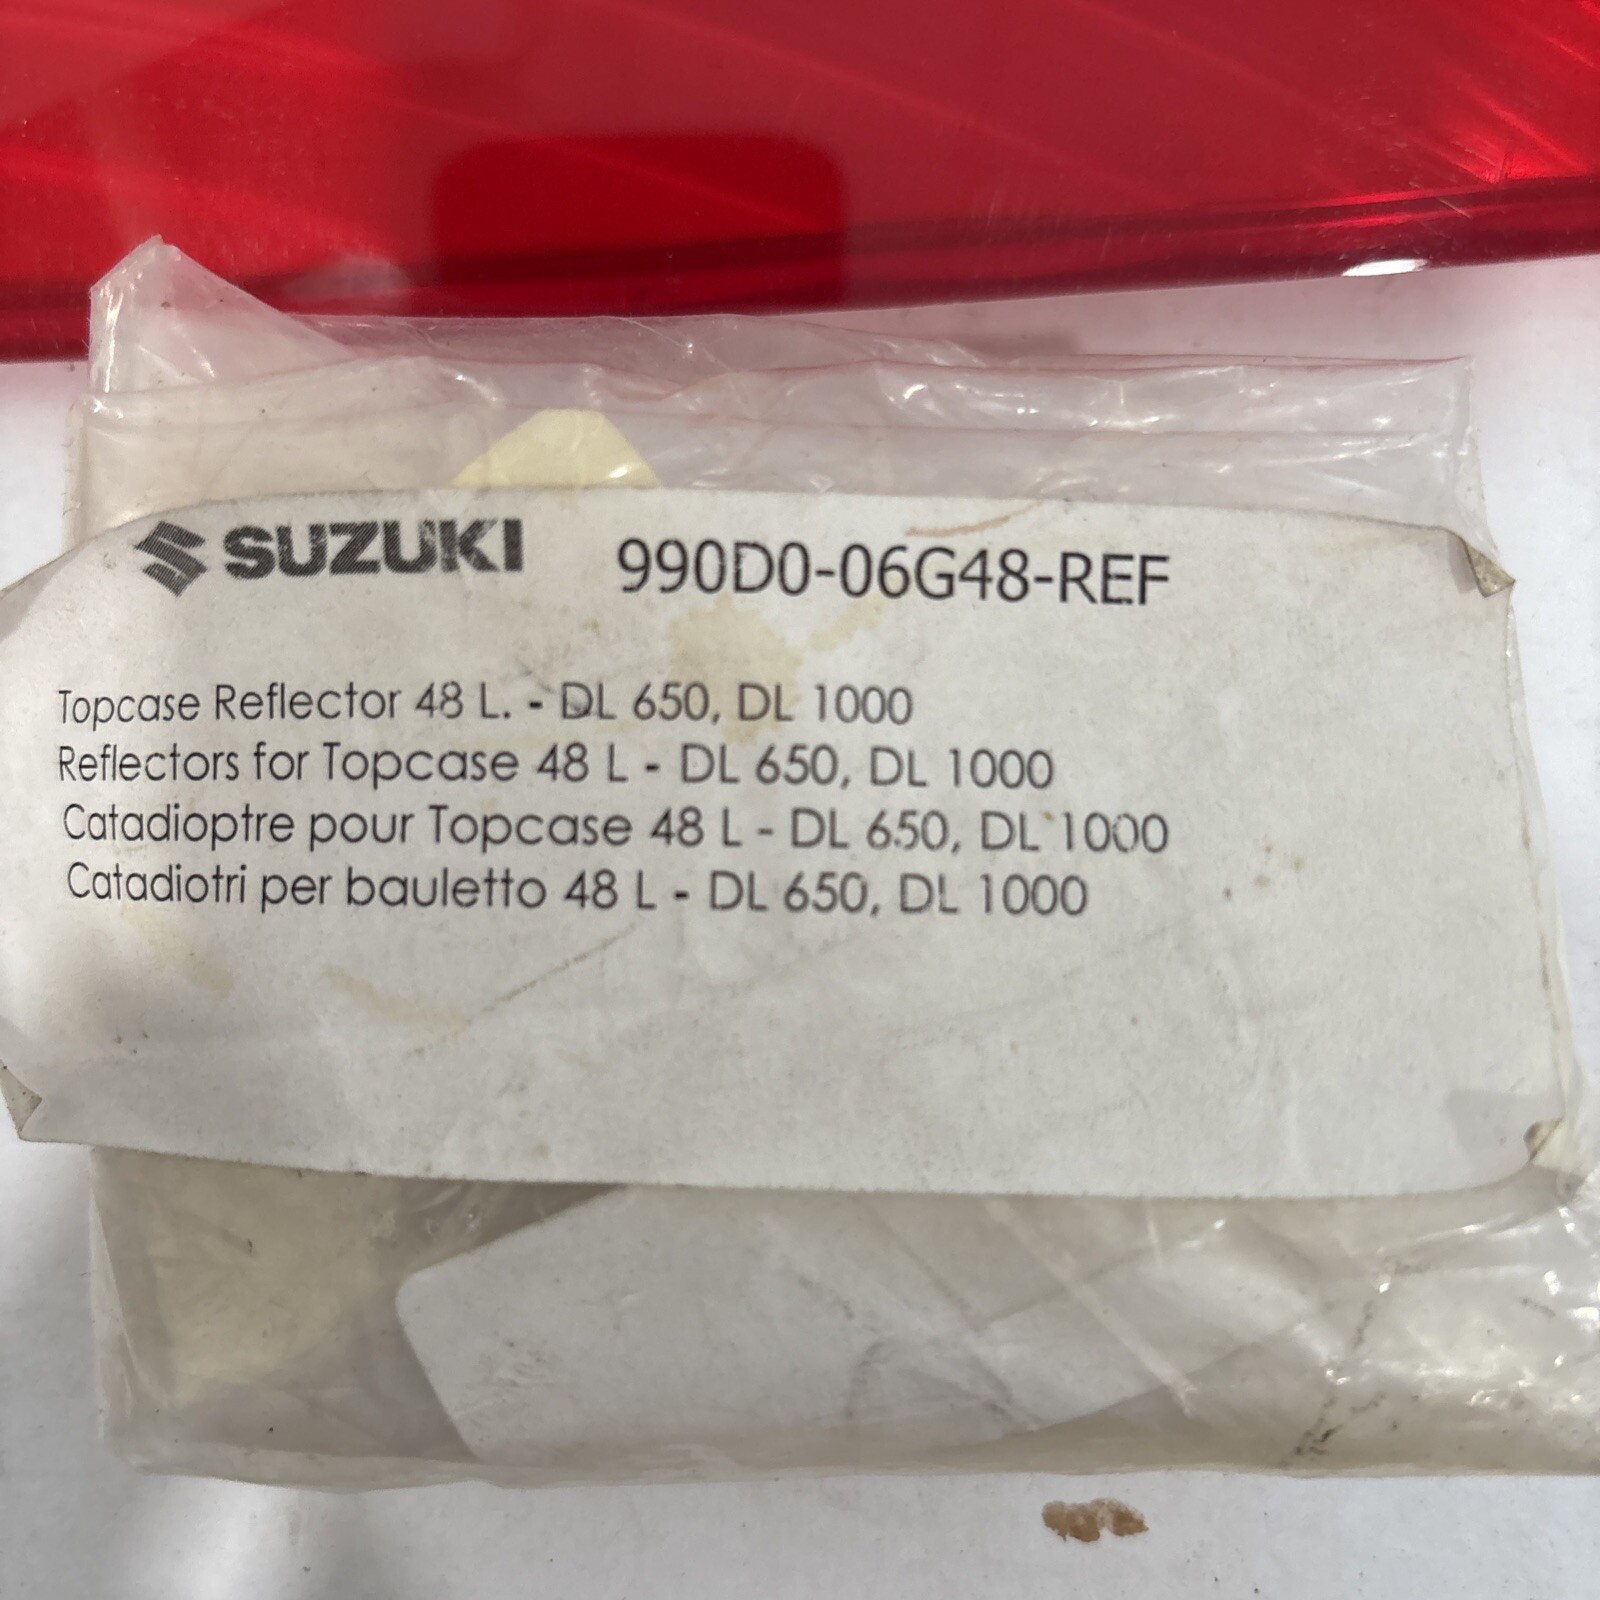 SUZUKI 990D0-06G48-REF
Topcase Reflector 48 L. - DL 650, DL 1000
Reflectors for Topcase 48 L - DL 650, DL 1000
Catadioptre pour Topcase 48 L - DL 650, DL 1000
Catadiotri per bauletto 48 L - DL 650, DL 1000